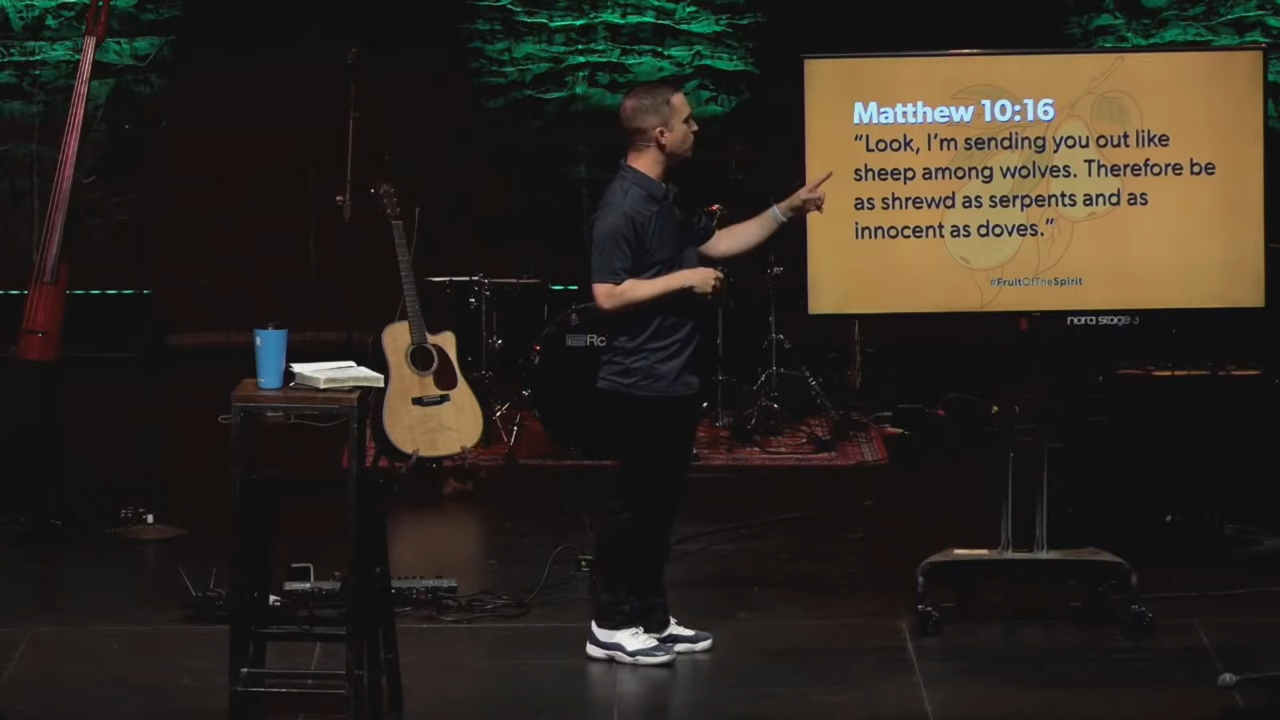 Matthew 10:16
“Look, I’m sending you out like
sheep among wolves. Therefore be
as shrewd as serpents and as
innocent as doves.”
#FruitOfTheSpirit
nord stage 3
Ro